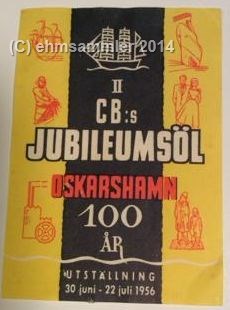 (C) ehmsammler 2014
II
CB:s
JUBILEUMSÖL
OSKARSHAMN
100
ÅR
UTSTÄLLNING
30 juni - 22 juli 1956